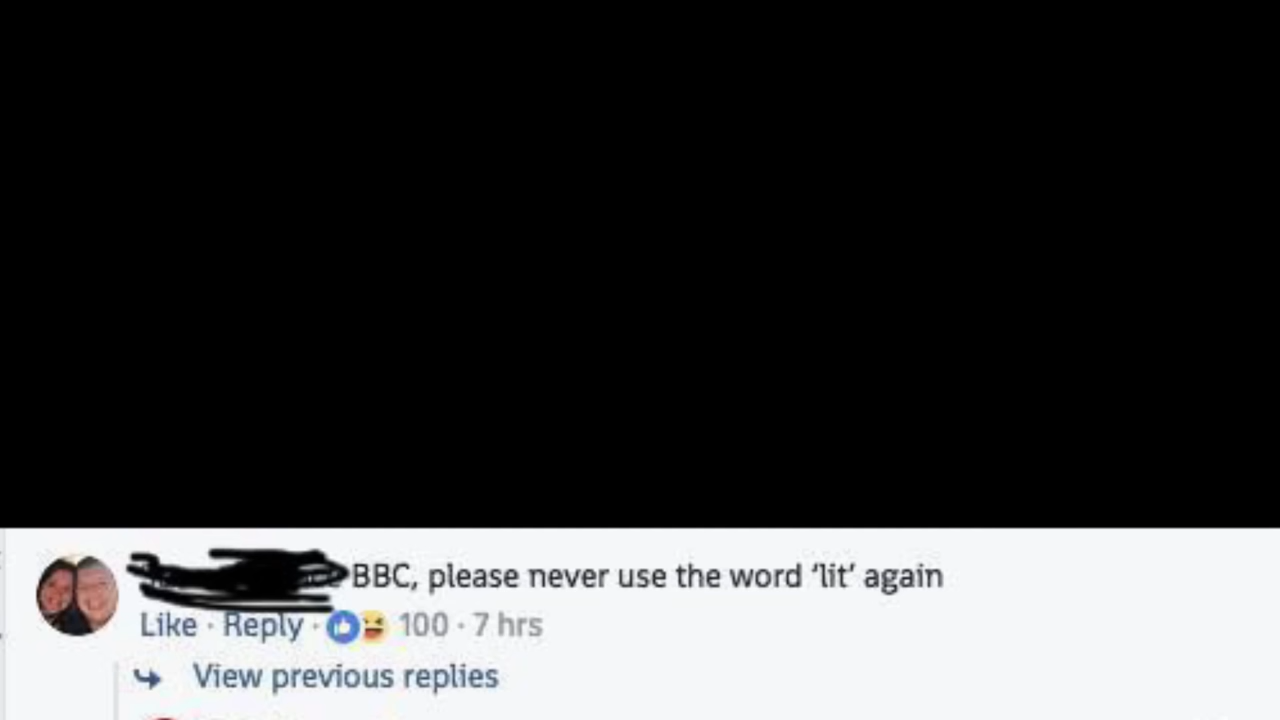 BBC, please never use the word ‘lit’ again
Like · Reply · 100 · 7 hrs
View previous replies